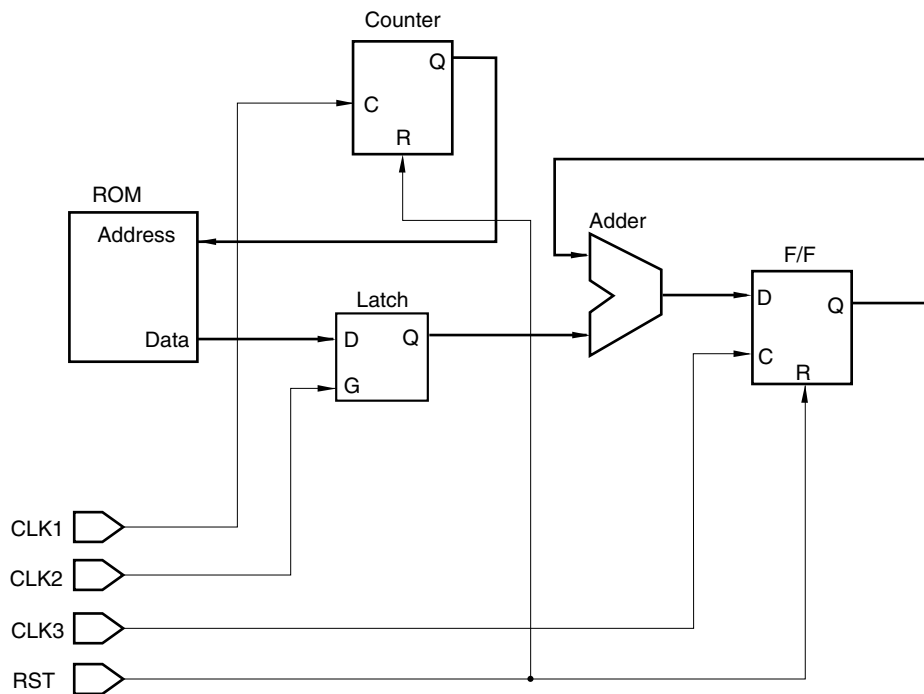 Counter
Q
C
R
ROM
Address
Data
Latch
D
Q
G
Adder
F/F
D
Q
C
R
CLK1
CLK2
CLK3
RST